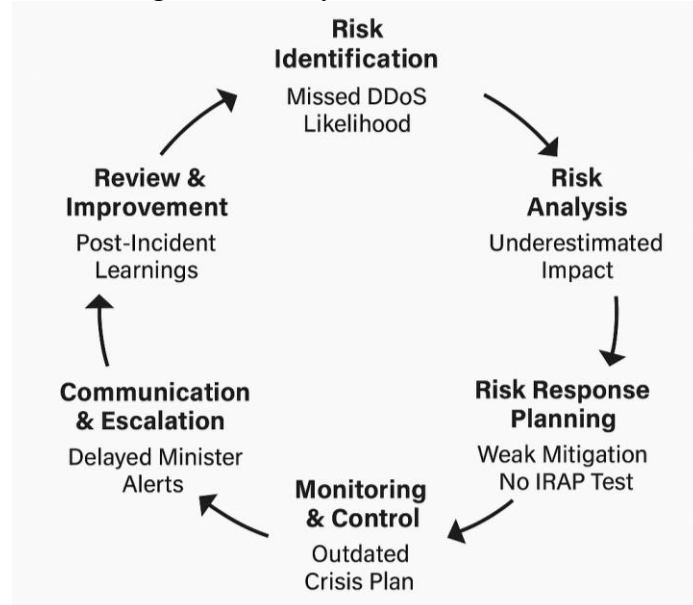 Risk
Identification
Missed DDoS
Likelihood
Risk
Analysis
Underestimated
Impact
Risk Response
Planning
Weak Mitigation
No IRAP Test
Monitoring
& Control
Outdated
Crisis Plan
Communication
& Escalation
Delayed Minister
Alerts
Review &
Improvement
Post-Incident
Learnings